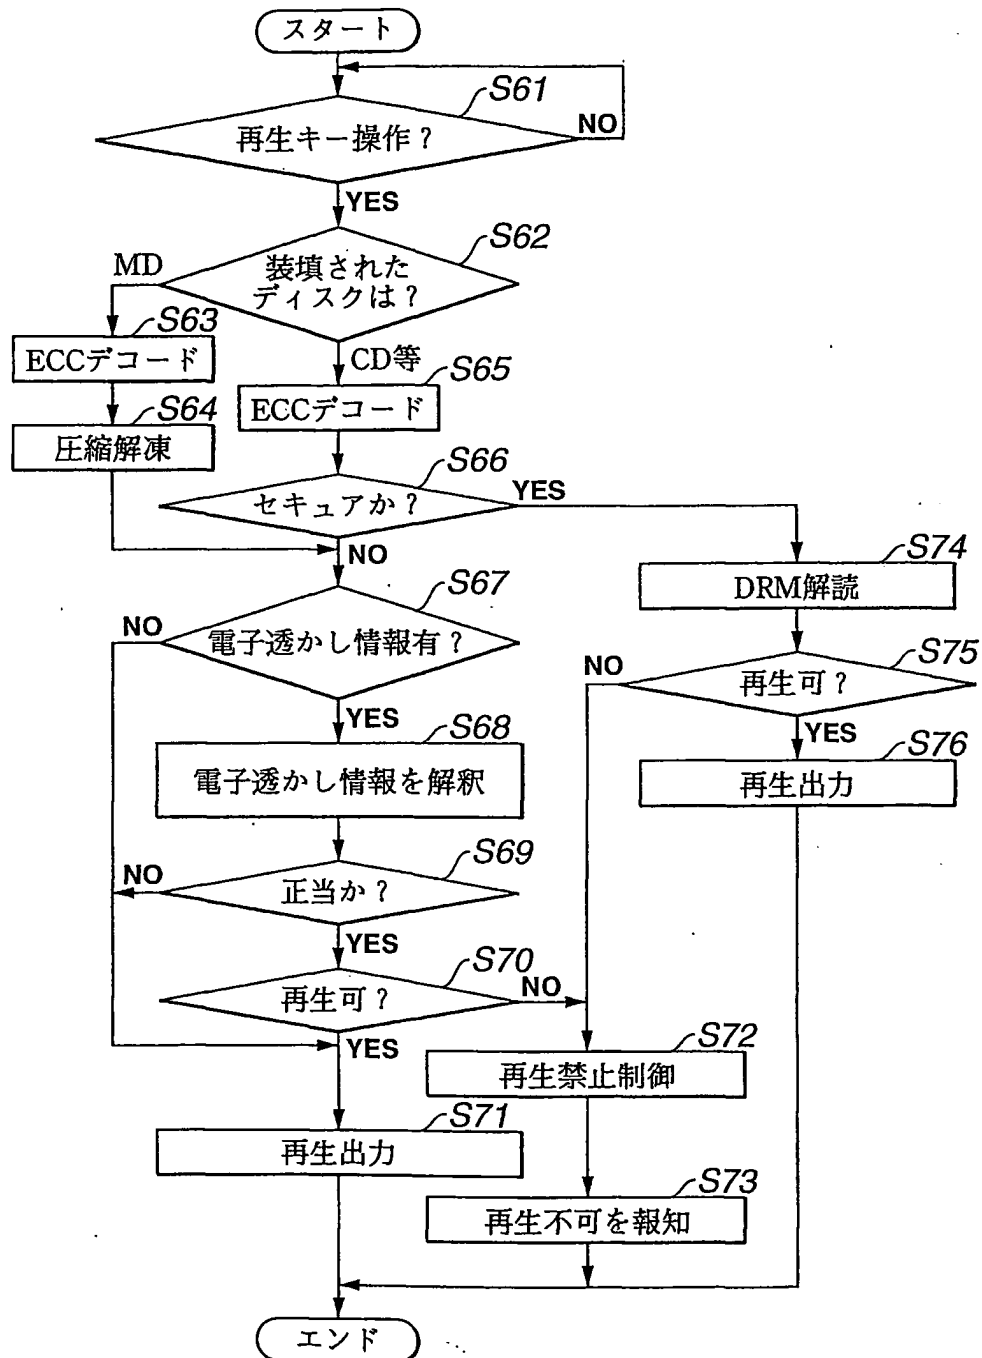 スタート
S61
再生キー操作？
NO
YES
S62
装填された
ディスクは？
MD
CD等
S63
ECCデコード
S64
圧縮解凍
S65
ECCデコード
S66
セキュアか？
YES
NO
S67
電子透かし情報有？
NO
YES
S68
電子透かし情報を解釈
S69
正当か？
NO
YES
S70
再生可？
NO
YES
S71
再生出力
S74
DRM解読
S75
再生可？
NO
YES
S76
再生出力
S72
再生禁止制御
S73
再生不可を報知
エンド